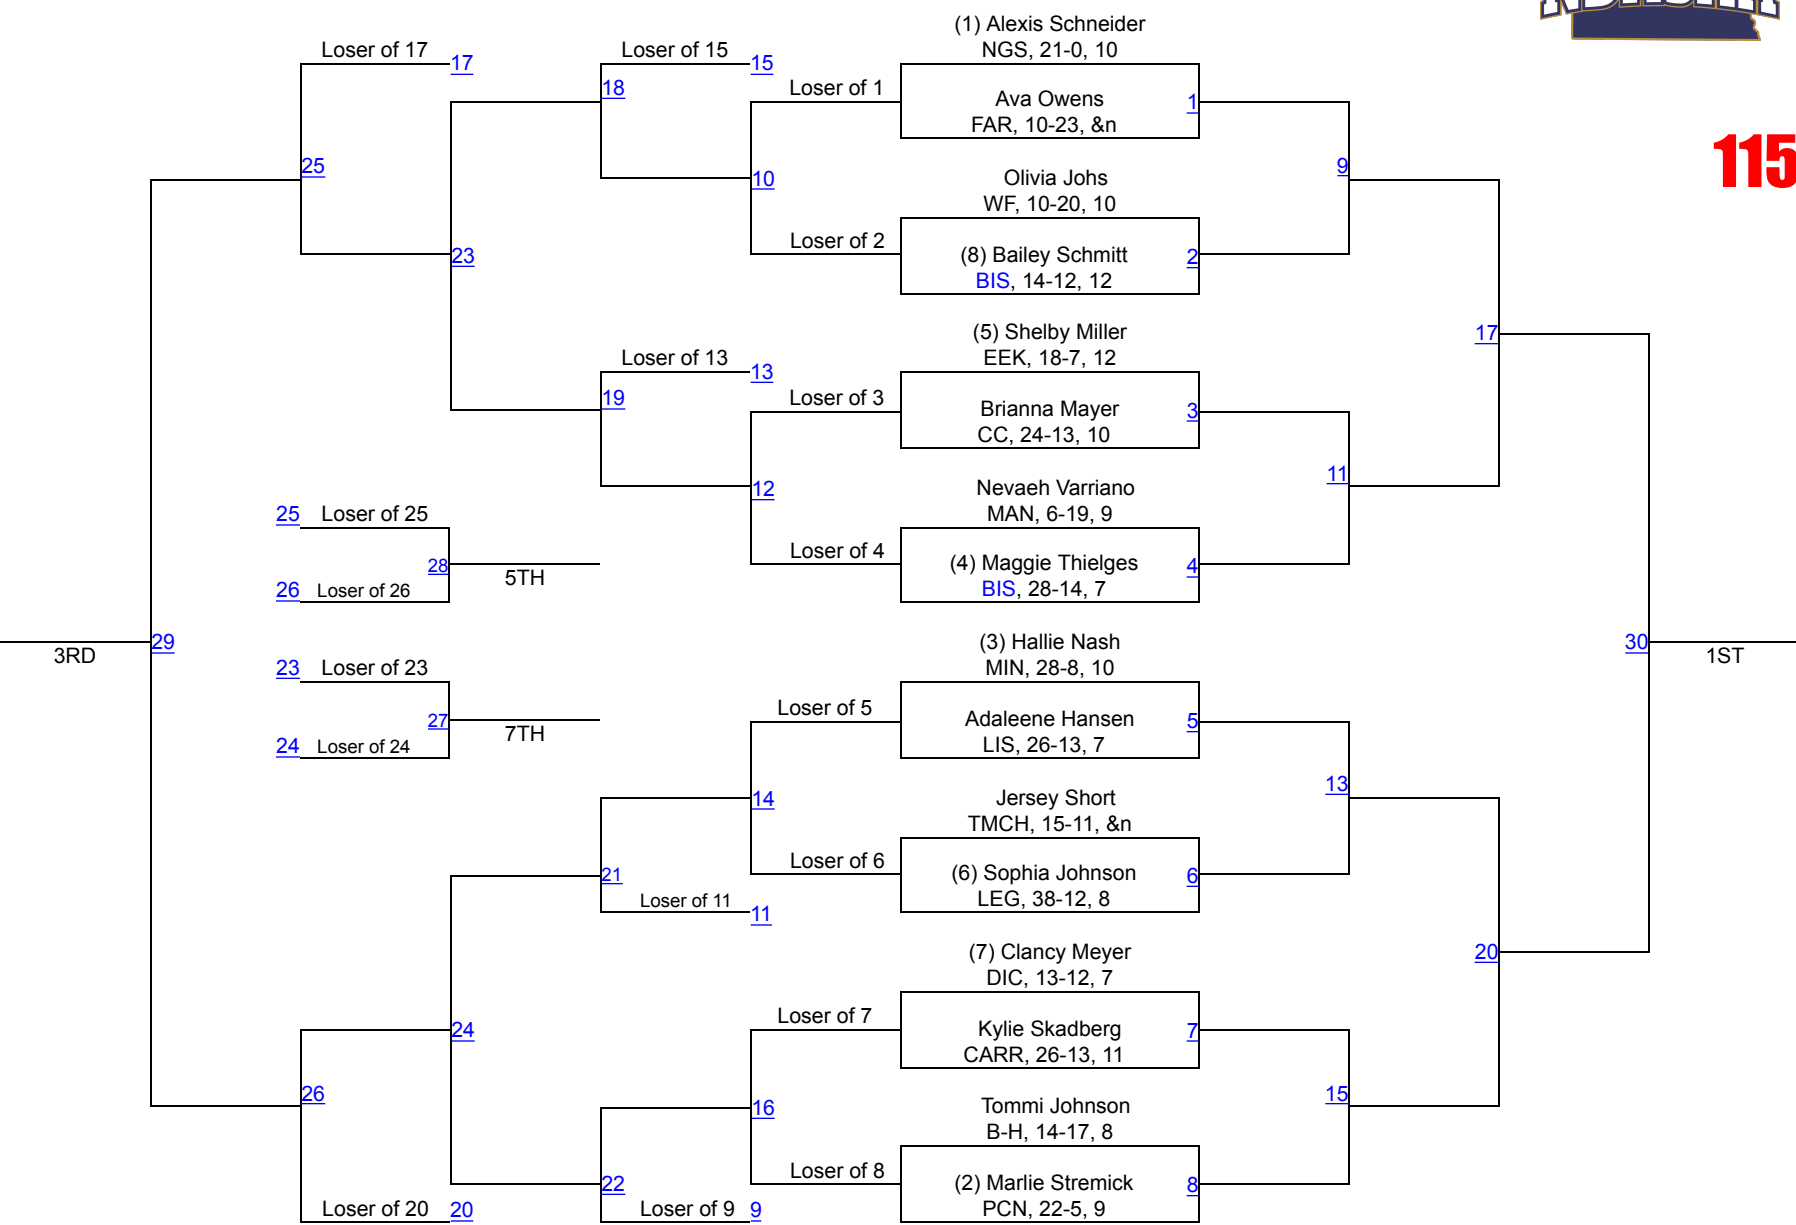 (1) Alexis Schneider
NGS, 21-0, 10
Loser of 17
17
Loser of 15
15
18
Loser of 1
Ava Owens
FAR, 10-23, &n
1
115
25
10
9
Olivia Johs
WF, 10-20, 10
23
Loser of 2
(8) Bailey Schmitt
BIS, 14-12, 12
2
(5) Shelby Miller
EEK, 18-7, 12
17
Loser of 13
13
19
Loser of 3
Brianna Mayer
CC, 24-13, 10
3
12
11
Nevaeh Varriano
MAN, 6-19, 9
25
Loser of 25
28
5TH
26
Loser of 26
Loser of 4
(4) Maggie Thielges
BIS, 28-14, 7
4
3RD
29
(3) Hallie Nash
MIN, 28-8, 10
30
1ST
23
Loser of 23
27
7TH
24
Loser of 24
Loser of 5
Adaleene Hansen
LIS, 26-13, 7
5
14
13
Jersey Short
TMCH, 15-11, &n
21
Loser of 6
(6) Sophia Johnson
LEG, 38-12, 8
6
Loser of 11
11
(7) Clancy Meyer
DIC, 13-12, 7
20
24
Loser of 7
Kylie Skadberg
CARR, 26-13, 11
7
26
16
15
Tommi Johnson
B-H, 14-17, 8
22
Loser of 8
(2) Marlie Stremick
PCN, 22-5, 9
8
Loser of 20
20
Loser of 9
9